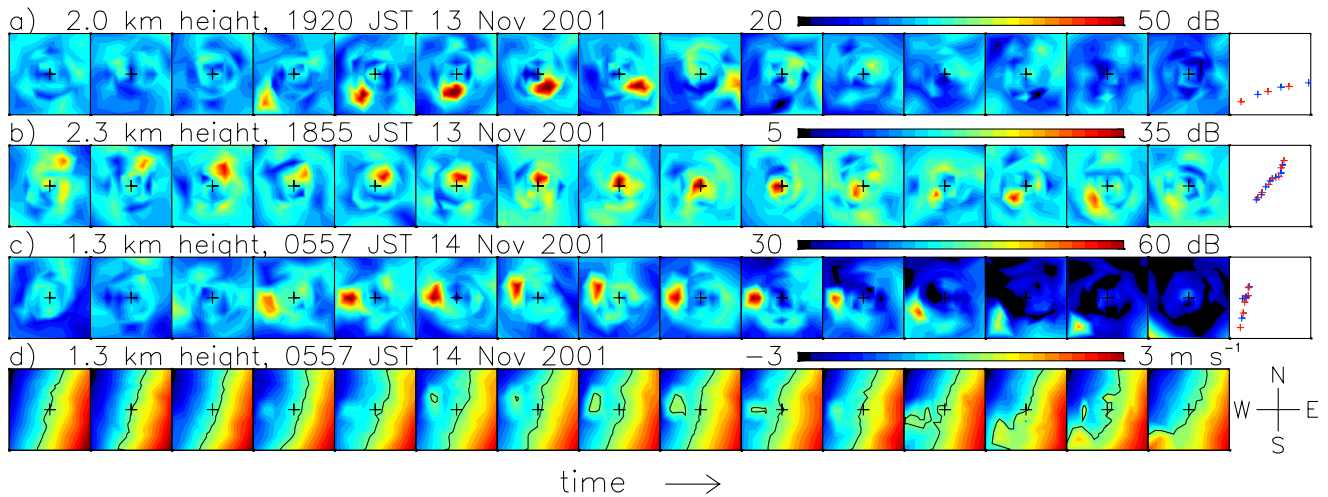 a) 2.0 km height, 1920 JST 13 Nov 2001 20 50 dB
b) 2.3 km height, 1855 JST 13 Nov 2001 5 35 dB
c) 1.3 km height, 0557 JST 14 Nov 2001 30 60 dB
d) 1.3 km height, 0557 JST 14 Nov 2001 −3 3 m s⁻¹
N
W E
S
time